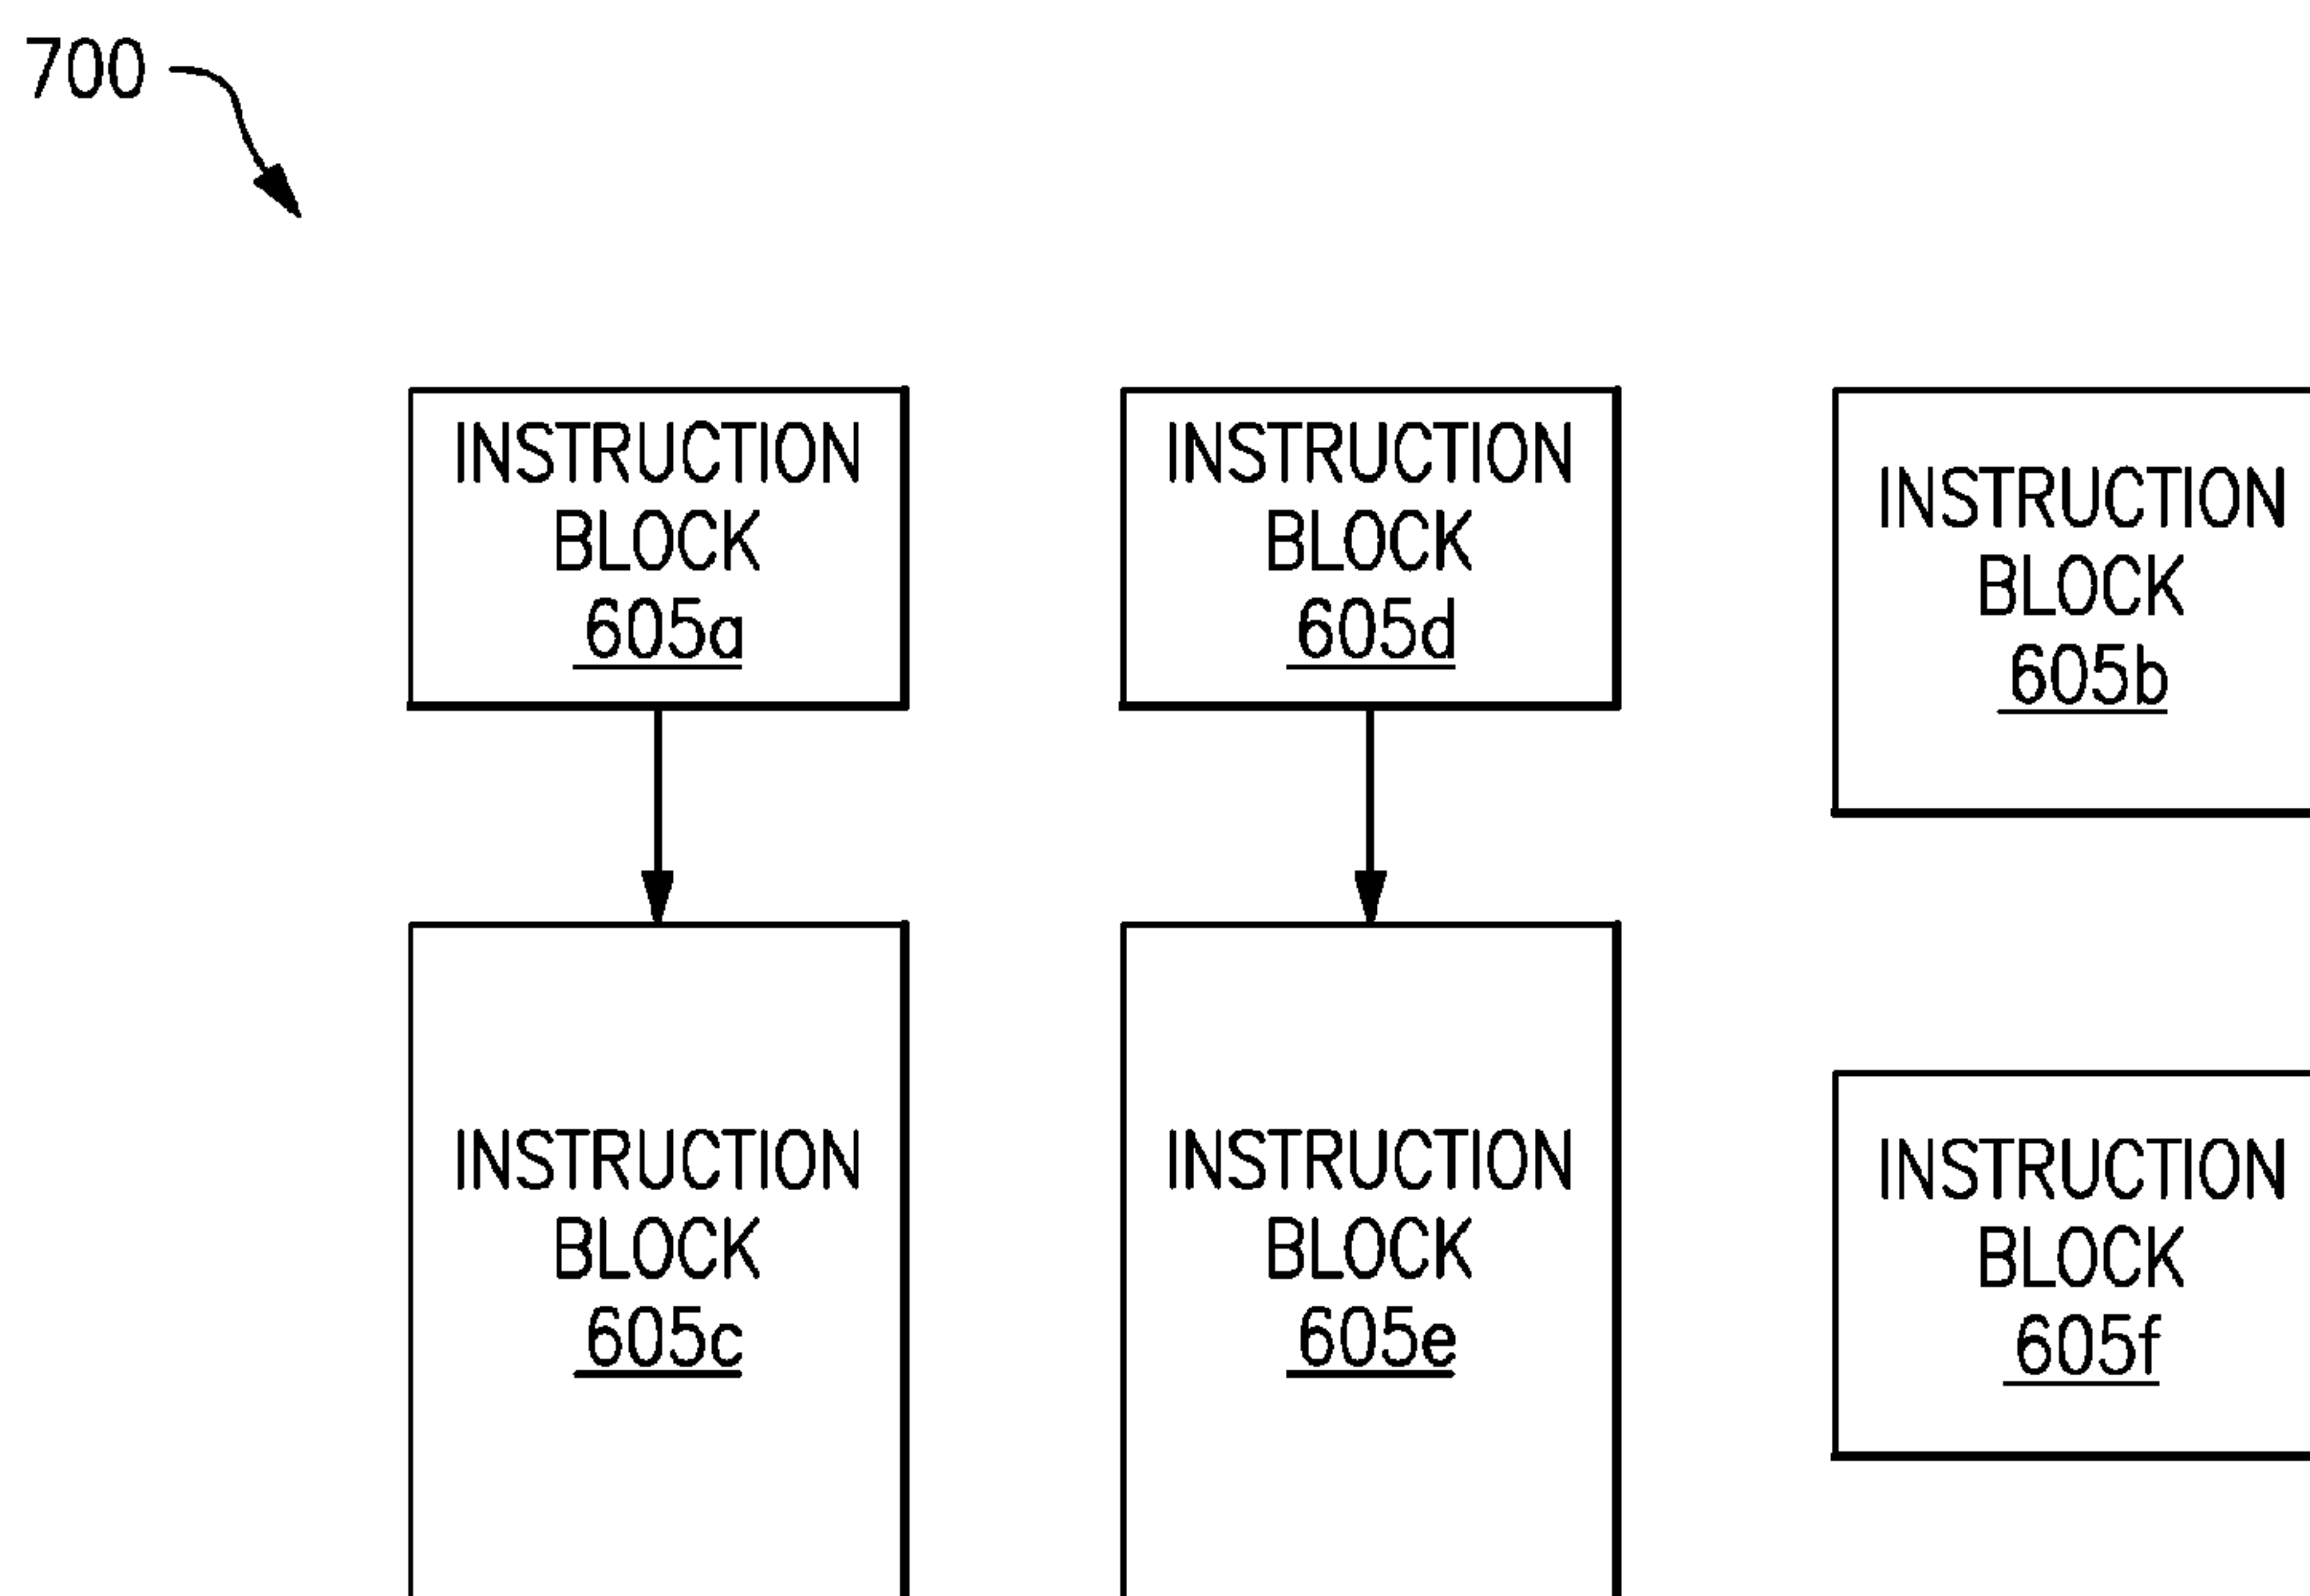 700
INSTRUCTION
BLOCK
605a
INSTRUCTION
BLOCK
605d
INSTRUCTION
BLOCK
605b
INSTRUCTION
BLOCK
605c
INSTRUCTION
BLOCK
605e
INSTRUCTION
BLOCK
605f